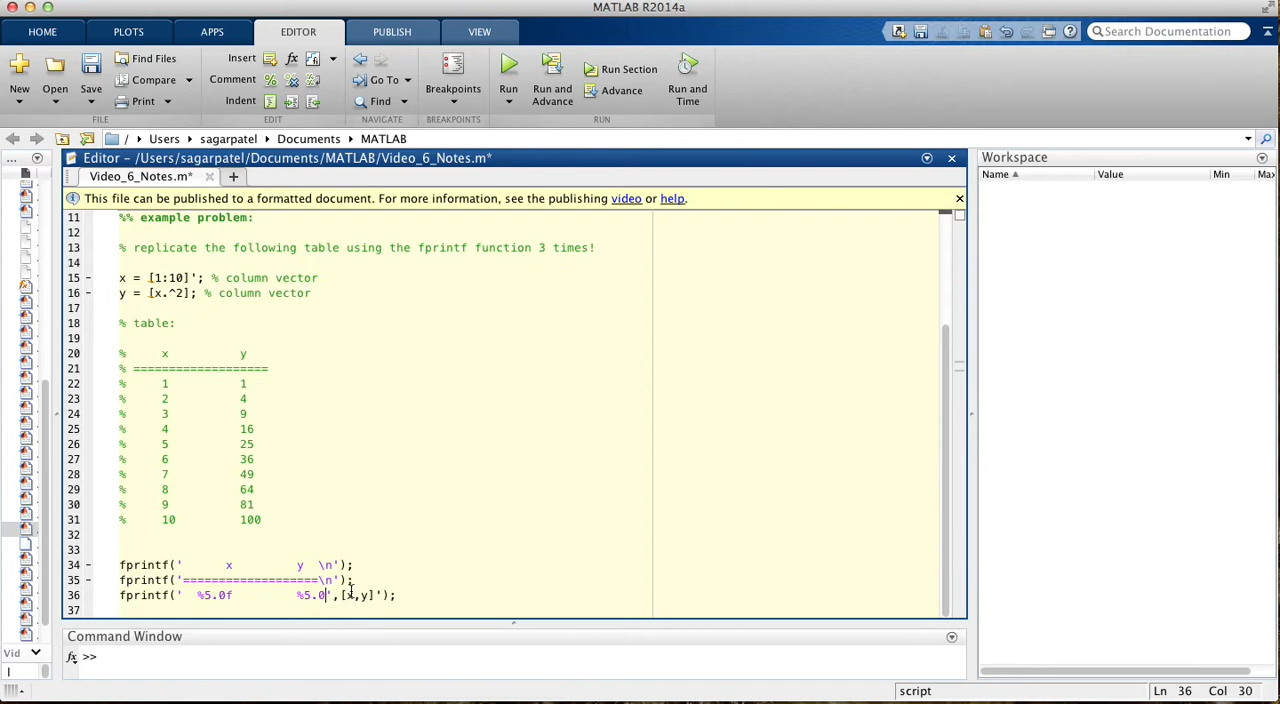 MATLAB R2014a
HOME PLOTS APPS EDITOR PUBLISH VIEW Search Documentation
New Open Save Find Files Compare Print Insert fx Comment Indent Go To Find Breakpoints Run Run and Advance Run Section Advance Run and Time
FILE EDIT NAVIGATE BREAKPOINTS RUN
/ Users sagarpatel Documents MATLAB
... Editor - /Users/sagarpatel/Documents/MATLAB/Video_6_Notes.m* Workspace
Video_6_Notes.m* + Name Value Min Max
This file can be published to a formatted document. For more information, see the publishing video or help.
11 %% example problem:
12
13 % replicate the following table using the fprintf function 3 times!
14
15 - x = [1:10]'; % column vector
16 - y = [x.^2]; % column vector
17
18 % table:
19
20 % x y
21 % ===================
22 % 1 1
23 % 2 4
24 % 3 9
25 % 4 16
26 % 5 25
27 % 6 36
28 % 7 49
29 % 8 64
30 % 9 81
31 % 10 100
32
33
34 - fprintf(' x y \n');
35 - fprintf('===================\n');
36 - fprintf(' %5.0f %5.0',[x,y]');
37
Command Window
Vid fx >>
script Ln 36 Col 30